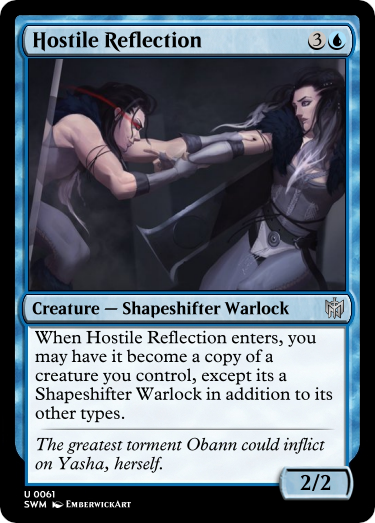 Hostile Reflection 3
Creature — Shapeshifter Warlock
When Hostile Reflection enters, you
may have it become a copy of a
creature you control, except its a
Shapeshifter Warlock in addition to its
other types.
The greatest torment Obann could inflict
on Yasha, herself.
2/2
U 0061
SWM EmberwickArt